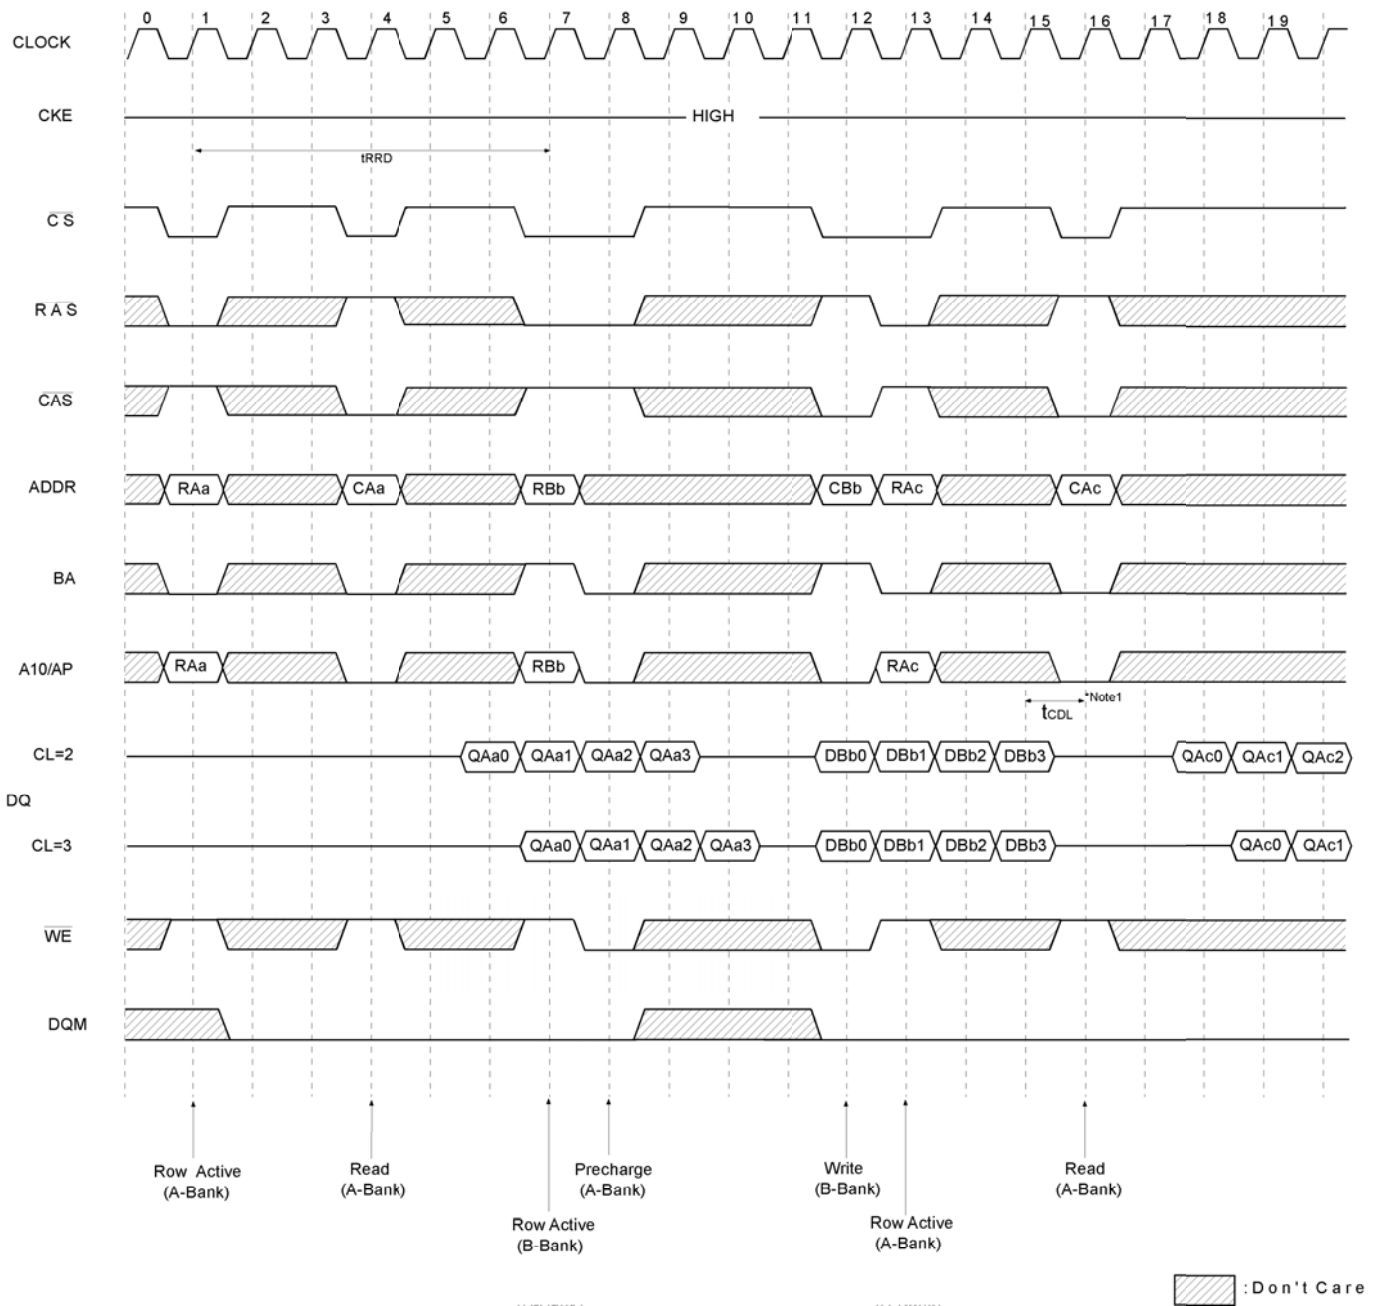 0 1 2 3 4 5 6 7 8 9 10 11 12 13 14 15 16 17 18 19
CLOCK
CKE
HIGH
tRRD
CS
RAS
CAS
ADDR
RAa CAa RBb CBb RAc CAc
BA
A10/AP
RAa RBb RAc
tCDL
*Note1
CL=2
QAa0 QAa1 QAa2 QAa3 DBb0 DBb1 DBb2 DBb3 QAc0 QAc1 QAc2
DQ
CL=3
QAa0 QAa1 QAa2 QAa3 DBb0 DBb1 DBb2 DBb3 QAc0 QAc1
WE
DQM
Row Active
(A-Bank)
Read
(A-Bank)
Row Active
(B-Bank)
Precharge
(A-Bank)
Write
(B-Bank)
Row Active
(A-Bank)
Read
(A-Bank)
:Don't Care